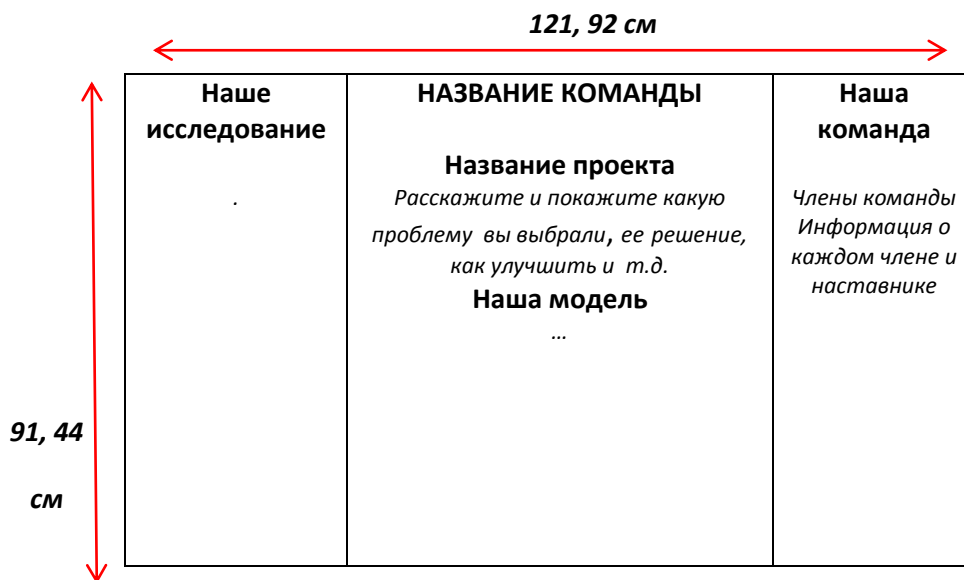 121, 92 см
Наше
исследование
.
НАЗВАНИЕ КОМАНДЫ
Название проекта
Расскажите и покажите какую
проблему вы выбрали, ее решение,
как улучшить и т.д.
Наша модель
...
Наша
команда
Члены команды
Информация о
каждом члене и
наставнике
91, 44
см